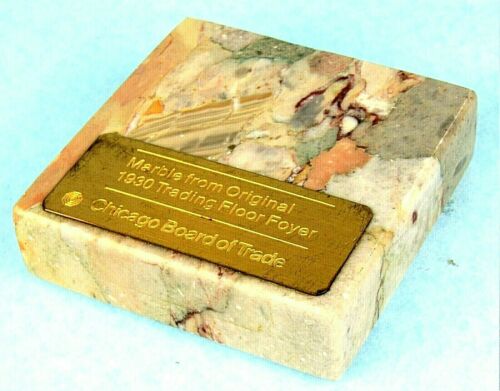 Marble from Original
1930 Trading Floor Foyer
Chicago Board of Trade